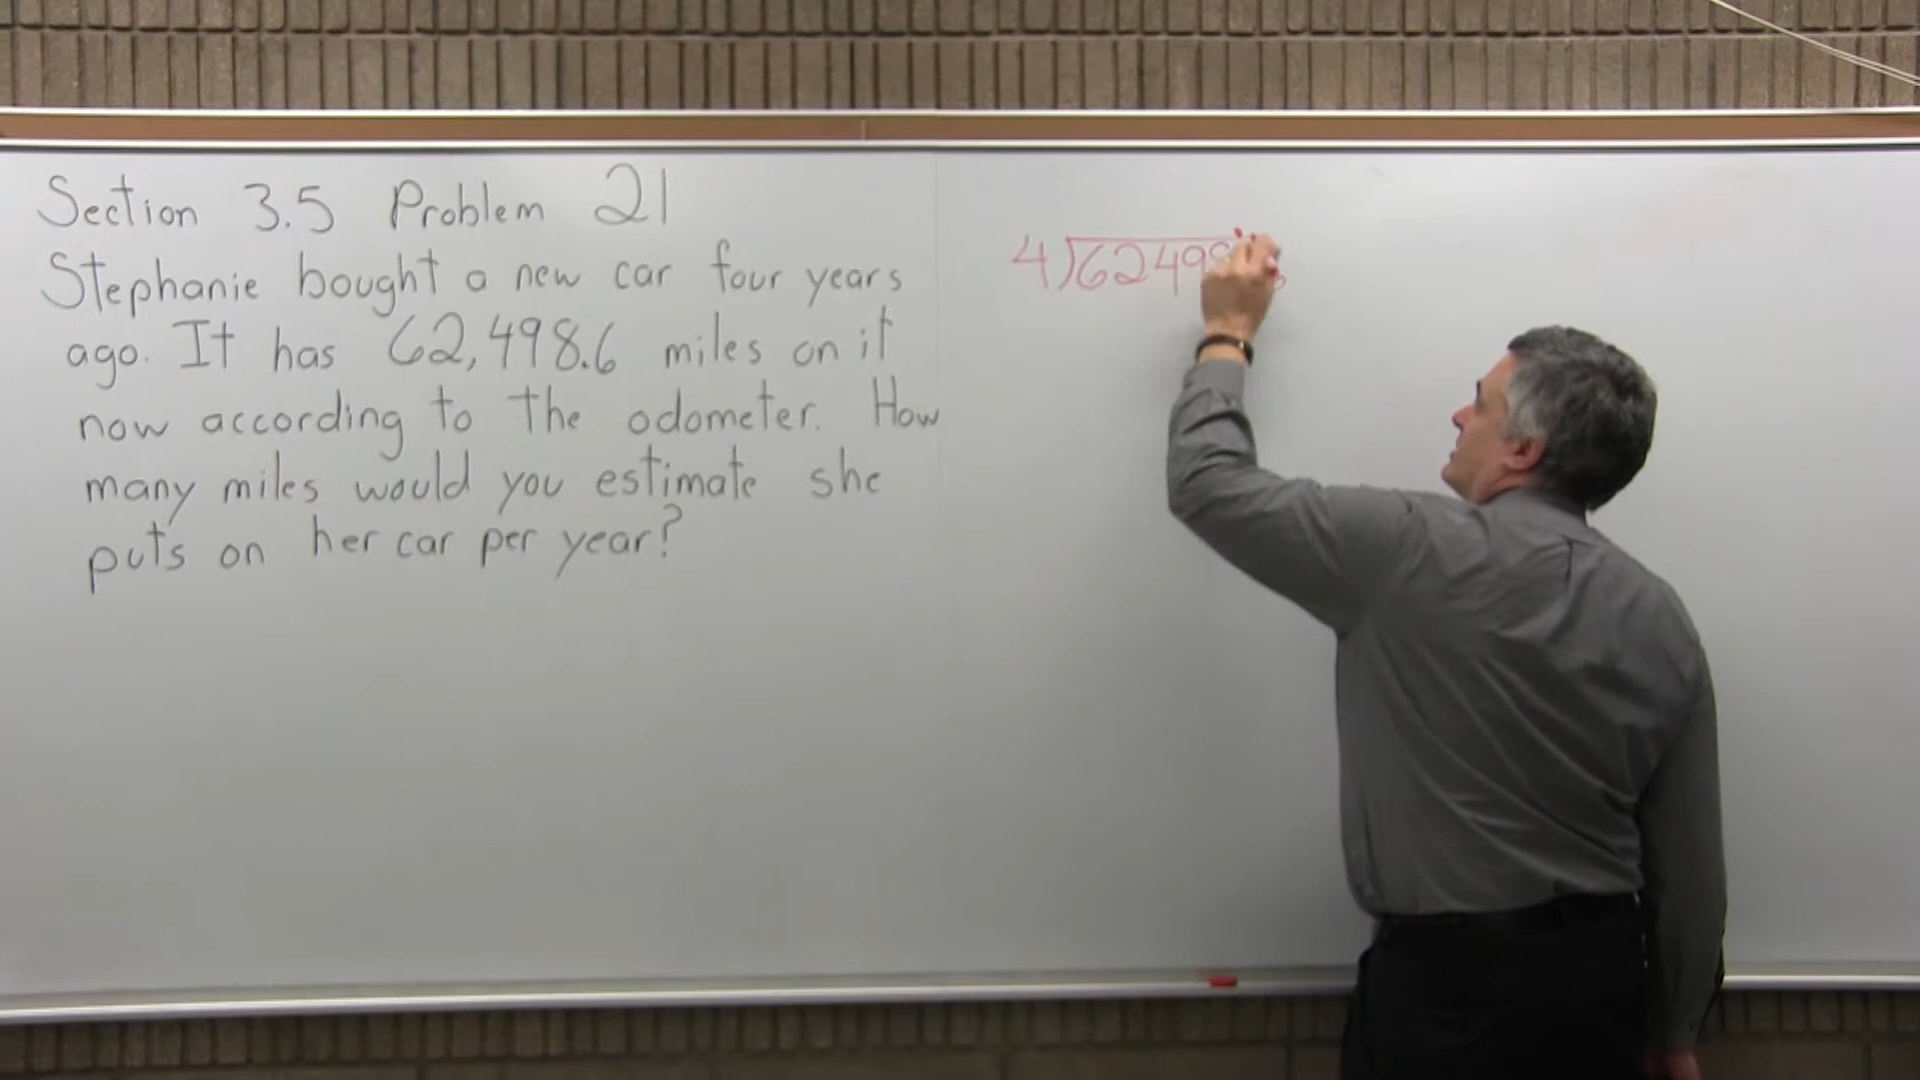 Section 3.5 Problem 21
Stephanie bought a new car four years
ago. It has 62,498.6 miles on it
now according to the odometer. How
many miles would you estimate she
puts on her car per year?
4)6249